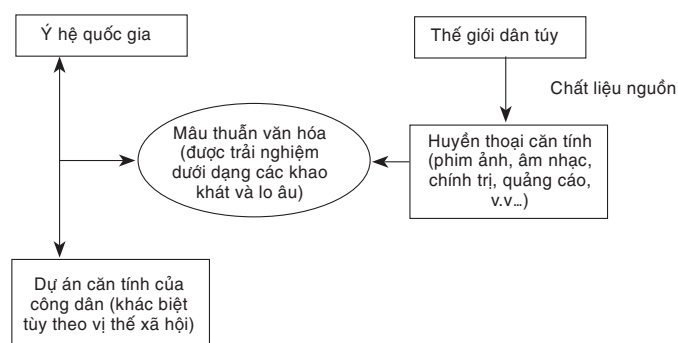 Ý hệ quốc gia
Thế giới dân túy
Chất liệu nguồn
Mâu thuẫn văn hóa
(được trải nghiệm
dưới dạng các khao
khát và lo âu)
Huyền thoại căn tính
(phim ảnh, âm nhạc,
chính trị, quảng cáo,
v.v…)
Dự án căn tính của
công dân (khác biệt
tùy theo vị thế xã hội)